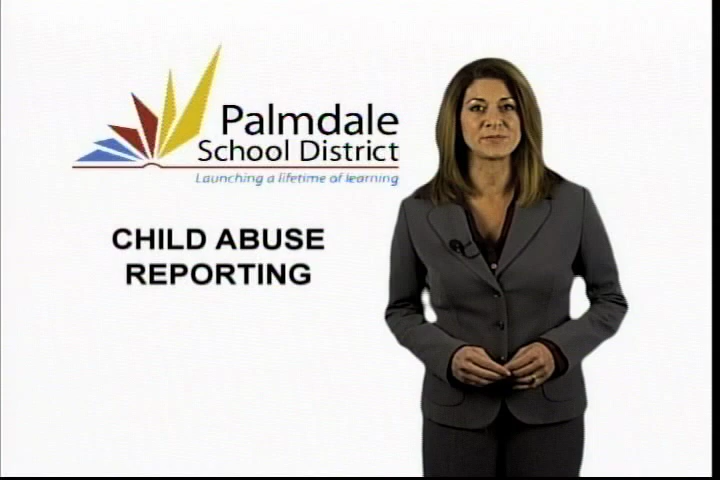 Palmdale
School District
Launching a lifetime of learning
CHILD ABUSE
REPORTING